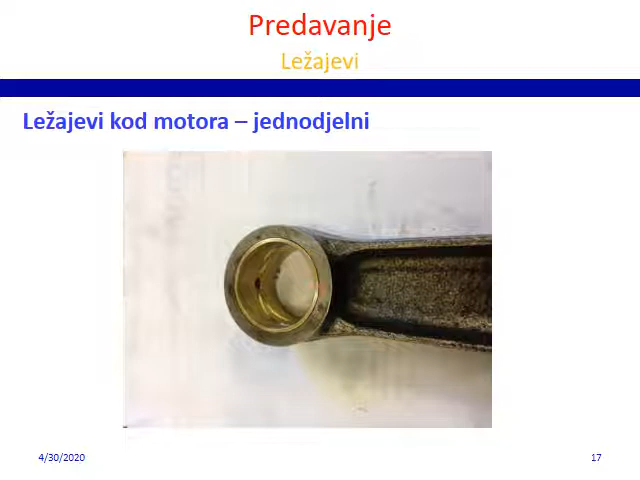 Predavanje
Ležajevi
Ležajevi kod motora – jednodjelni
4/30/2020
17